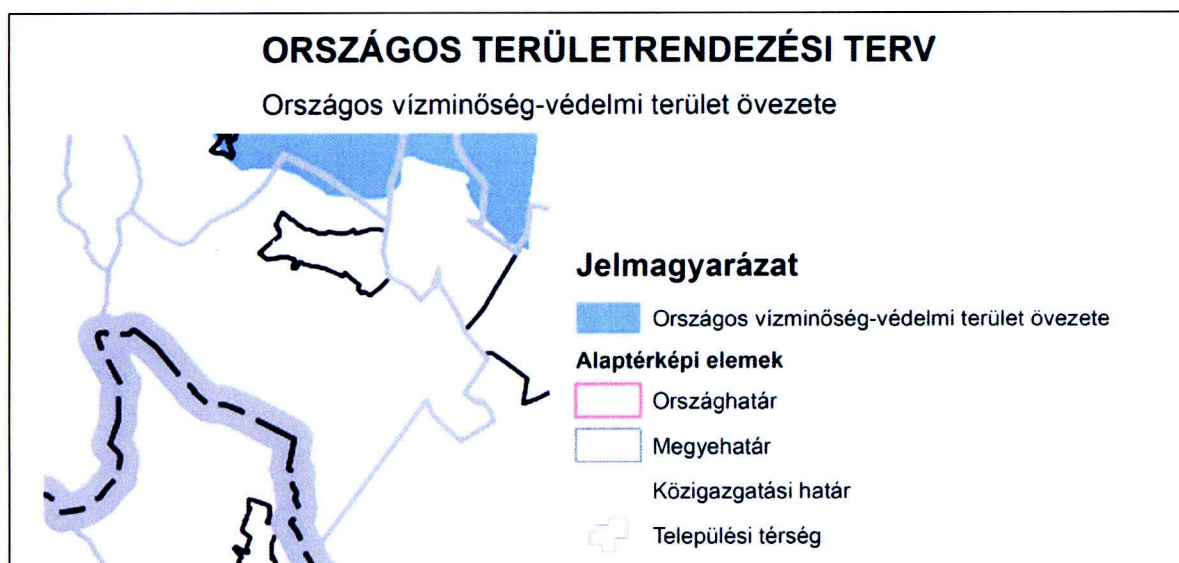 ORSZÁGOS TERÜLETRENDEZÉSI TERV
Országos vízminőség-védelmi terület övezete
Jelmagyarázat
Országos vízminőség-védelmi terület övezete
Alaptérképi elemek
Országhatár
Megyehatár
Közigazgatási határ
Települési térség